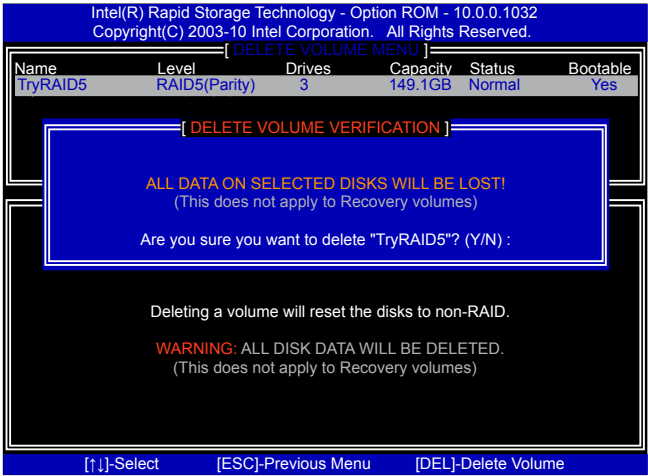 Intel(R) Rapid Storage Technology - Option ROM - 10.0.0.1032
Copyright(C) 2003-10 Intel Corporation. All Rights Reserved.
[ DELETE VOLUME MENU ]
Name Level Drives Capacity Status Bootable
TryRAID5 RAID5(Parity) 3 149.1GB Normal Yes
[ DELETE VOLUME VERIFICATION ]
ALL DATA ON SELECTED DISKS WILL BE LOST!
(This does not apply to Recovery volumes)
Are you sure you want to delete "TryRAID5"? (Y/N) :
Deleting a volume will reset the disks to non-RAID.
WARNING: ALL DISK DATA WILL BE DELETED.
(This does not apply to Recovery volumes)
[↑↓]-Select [ESC]-Previous Menu [DEL]-Delete Volume